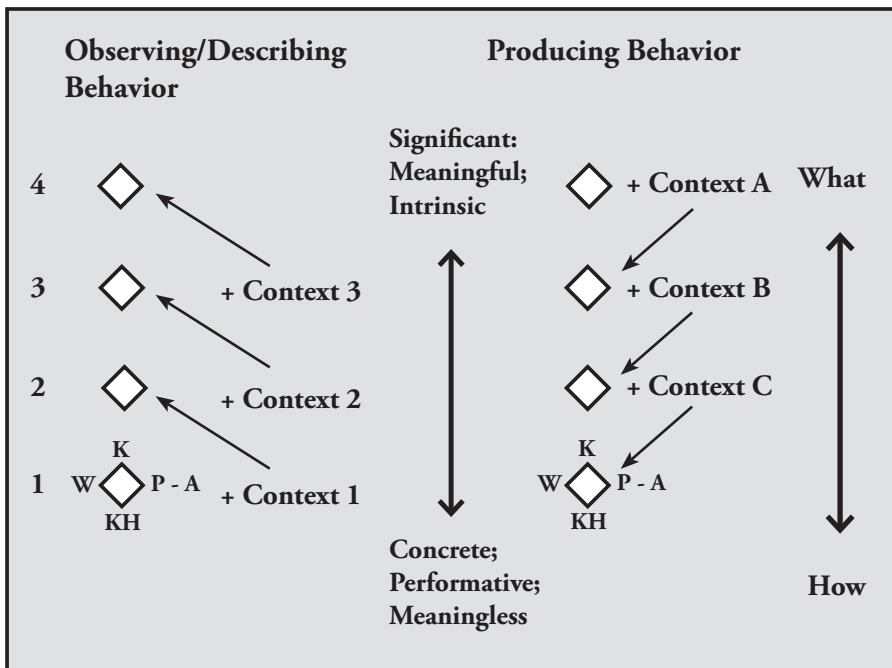 Observing/Describing
Behavior
Producing Behavior
Significant:
Meaningful;
Intrinsic
4
+ Context A
What
3
+ Context 3
+ Context B
2
+ Context 2
+ Context C
K
K
1
W
P - A
+ Context 1
W
P - A
KH
KH
Concrete;
Performative;
Meaningless
How